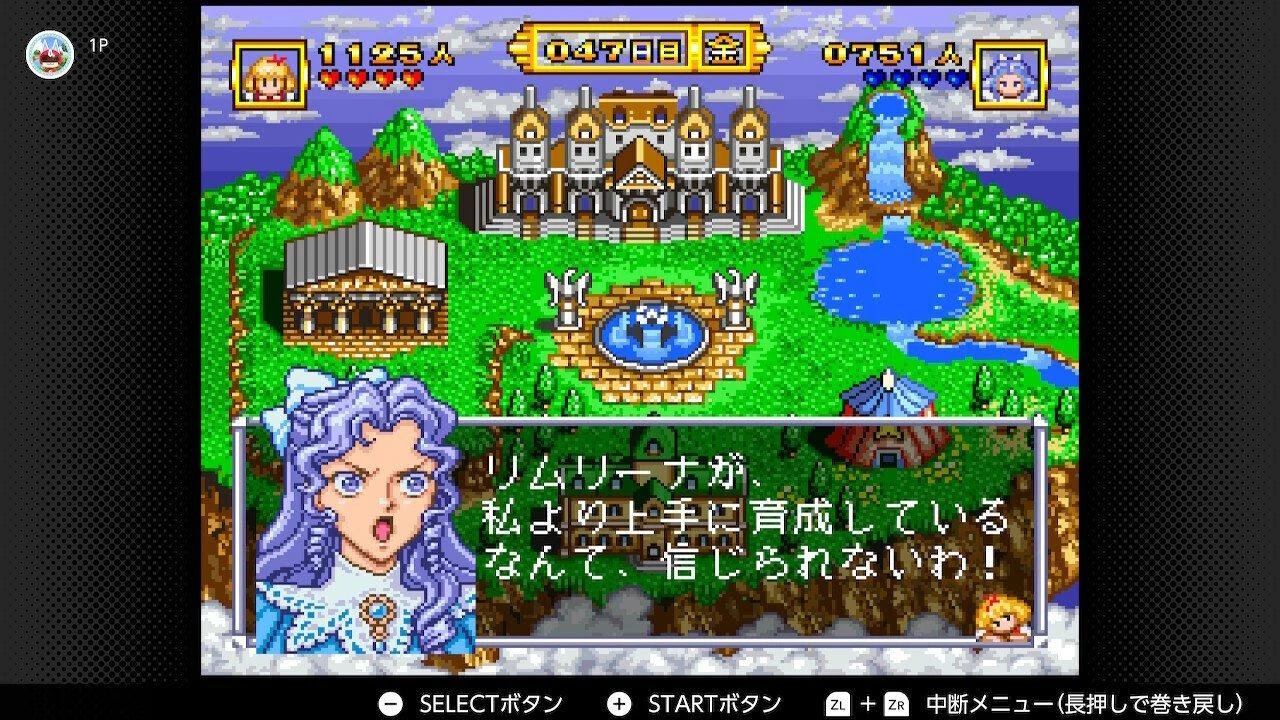 1P
1125人
047日目 金
0751人
リムリーナが、
私より上手に育成している
なんて、信じられないわ！
SELECTボタン
STARTボタン
ZL + ZR 中断メニュー(長押しで巻き戻し)